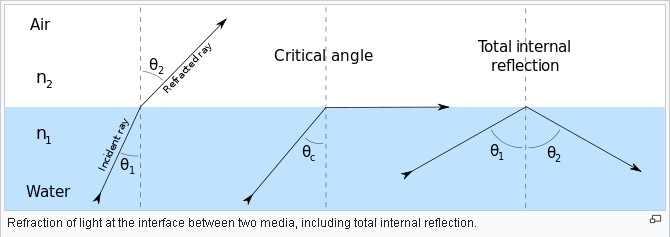 Air
n2
n1
Water
θ2
Refracted ray
Incident ray
θ1
Critical angle
θc
Total internal
reflection
θ1
θ2
Refraction of light at the interface between two media, including total internal reflection.